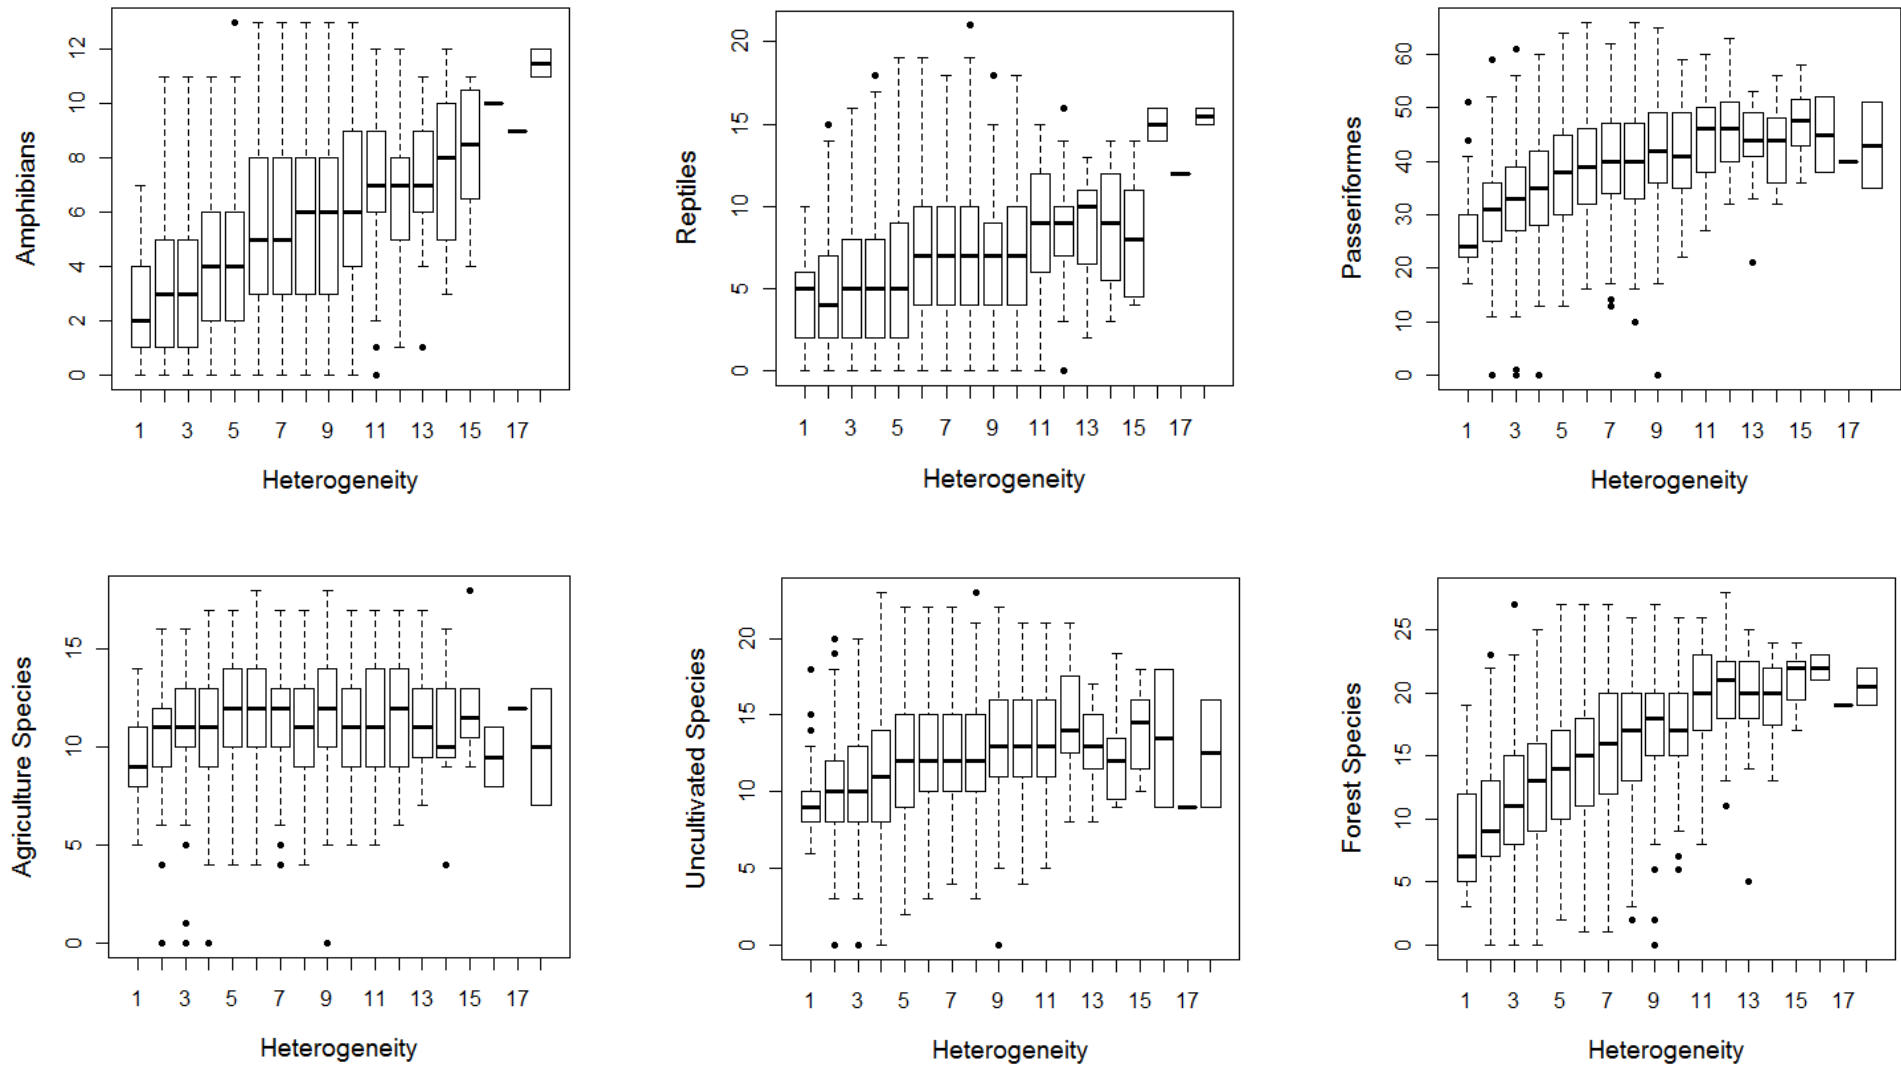 Amphibians
12
10
8
6
4
2
0
1 3 5 7 9 11 13 15 17
Heterogeneity
Reptiles
20
15
10
5
0
1 3 5 7 9 11 13 15 17
Heterogeneity
Passeriformes
60
50
40
30
20
10
0
1 3 5 7 9 11 13 15 17
Heterogeneity
Agriculture Species
15
10
5
0
1 3 5 7 9 11 13 15 17
Heterogeneity
Uncultivated Species
20
15
10
5
0
1 3 5 7 9 11 13 15 17
Heterogeneity
Forest Species
25
20
15
10
5
0
1 3 5 7 9 11 13 15 17
Heterogeneity